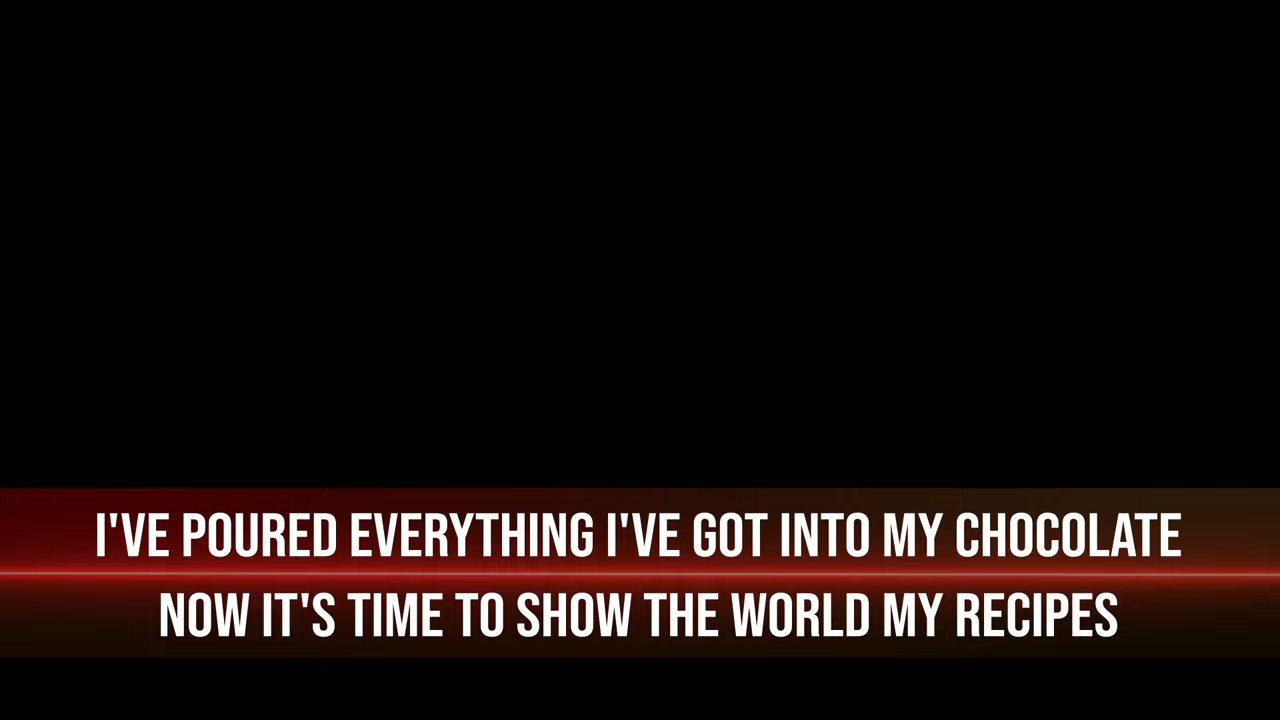 I'VE POURED EVERYTHING I'VE GOT INTO MY CHOCOLATE
NOW IT'S TIME TO SHOW THE WORLD MY RECIPES